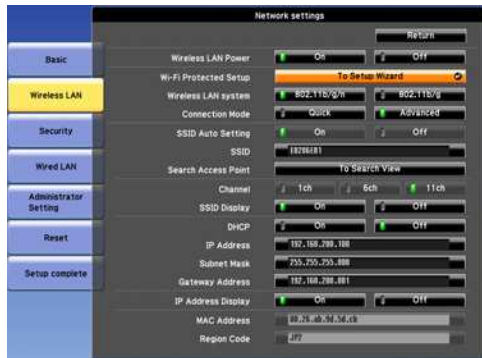 Network settings
Return
Basic
Wireless LAN Power On Off
Wi-Fi Protected Setup To Setup Wizard
Wireless LAN
Wireless LAN system 802.11b/g/n 802.11b/g
Connection Mode Quick Advanced
Security
SSID Auto Setting On Off
SSID
Wired LAN
Search Access Point To Search View
Channel 1ch 6ch 11ch
Administrator
Setting
SSID Display On Off
DHCP On Off
Reset
IP Address 192.168.200.100
Subnet Mask 255.255.255.000
Setup complete
Gateway Address 192.168.200.001
IP Address Display On Off
MAC Address
Region Code JP2